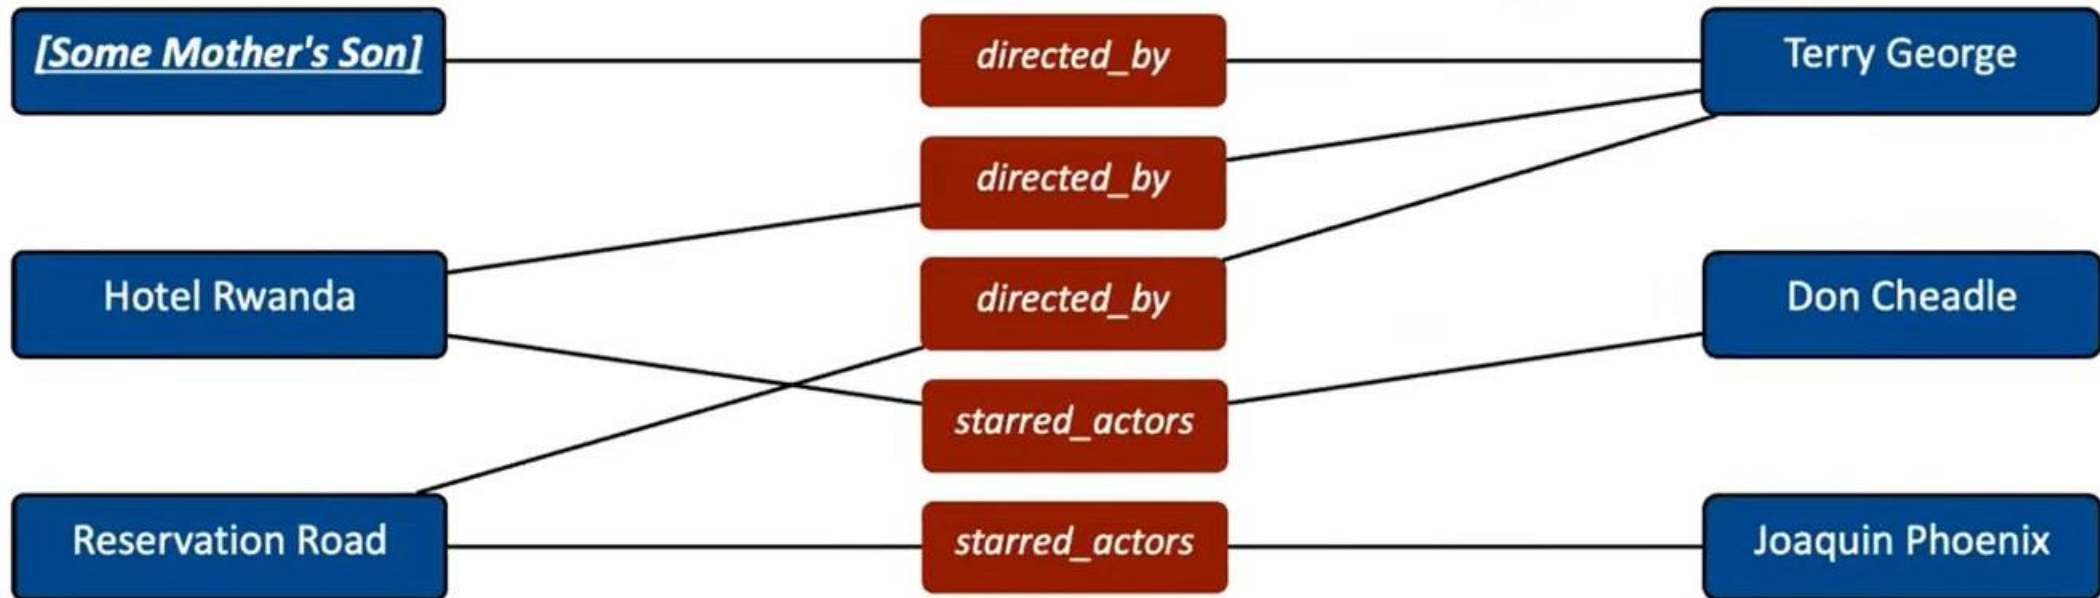 [Some Mother's Son]
directed_by
Terry George
directed_by
Hotel Rwanda
directed_by
Don Cheadle
starred_actors
Reservation Road
starred_actors
Joaquin Phoenix